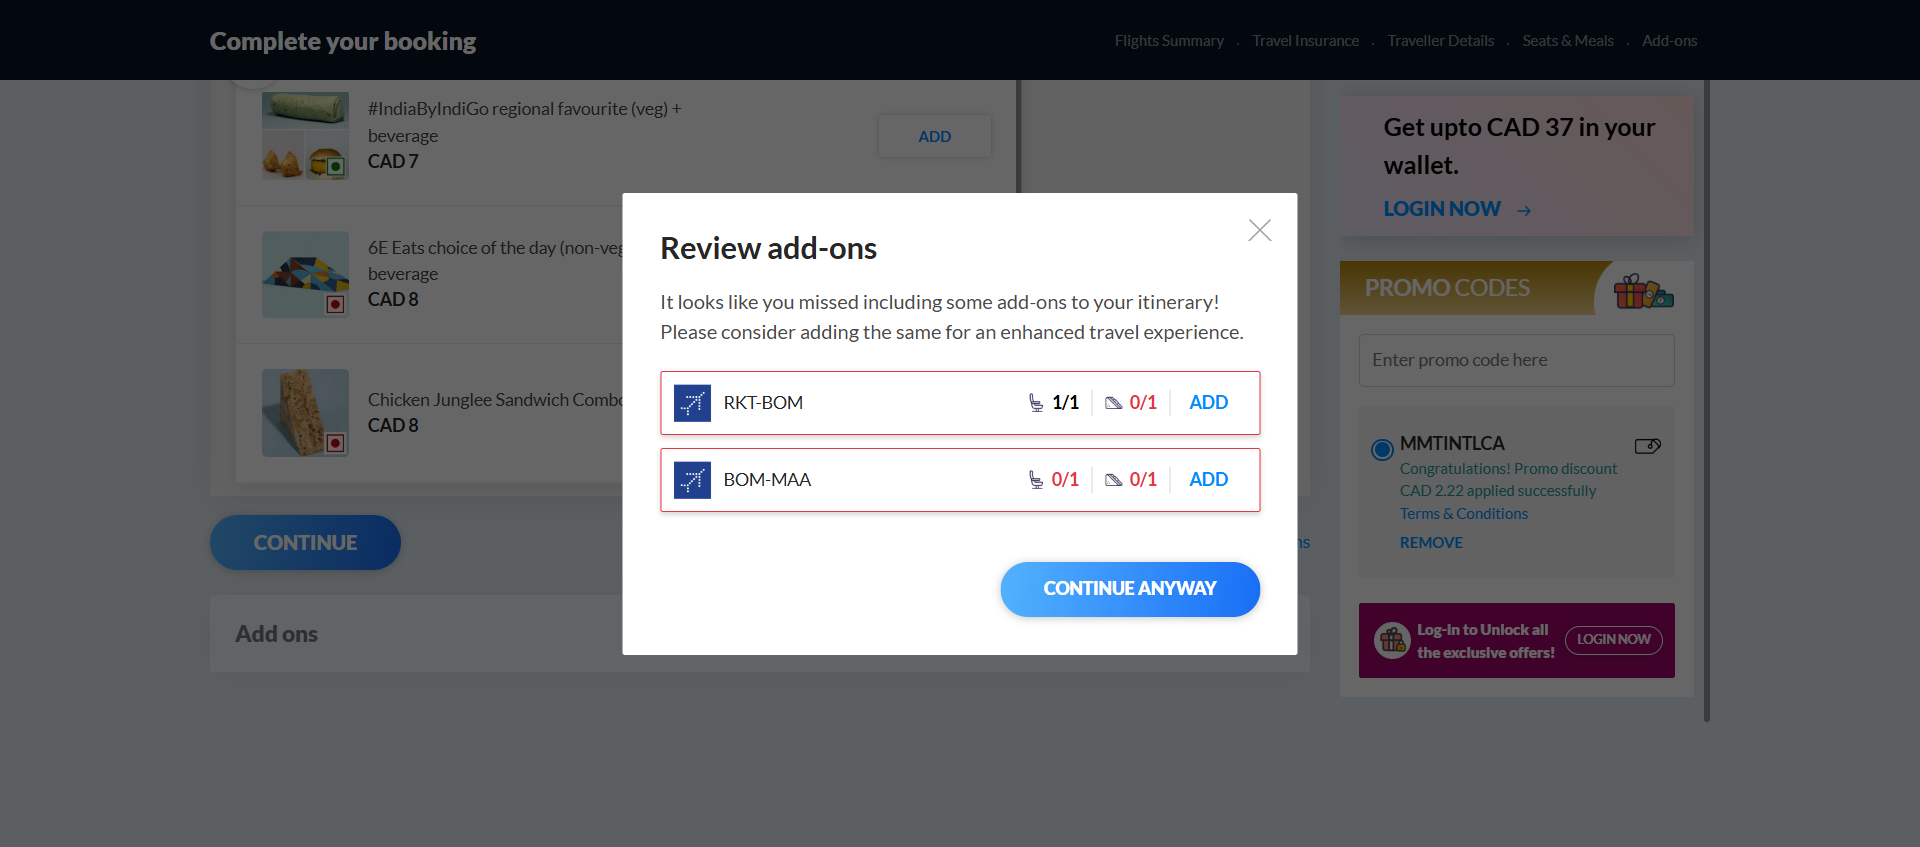 Complete your booking
Flights Summary . Travel Insurance . Traveller Details . Seats & Meals . Add-ons
#IndiaByIndiGo regional favourite (veg) +
beverage
CAD 7
ADD
6E Eats choice of the day (non-veg
beverage
CAD 8
Chicken Junglee Sandwich Combo
CAD 8
CONTINUE
Add ons
Review add-ons
It looks like you missed including some add-ons to your itinerary!
Please consider adding the same for an enhanced travel experience.
RKT-BOM 1/1 0/1 ADD
BOM-MAA 0/1 0/1 ADD
CONTINUE ANYWAY
Get upto CAD 37 in your
wallet.
LOGIN NOW →
PROMO CODES
Enter promo code here
MMTINTLCA
Congratulations! Promo discount
CAD 2.22 applied successfully
Terms & Conditions
REMOVE
Log-in to Unlock all
the exclusive offers!
LOGIN NOW